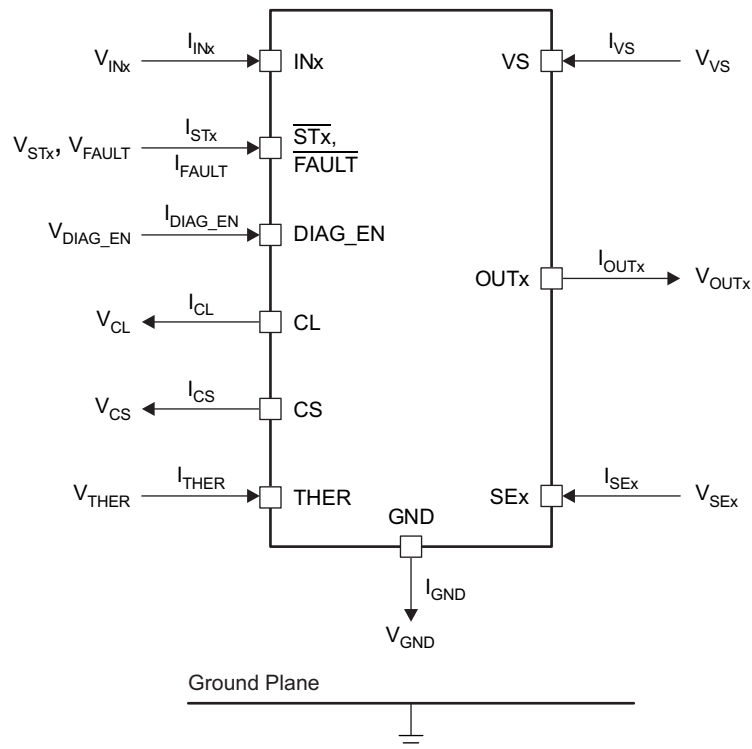 V_INx I_INx INx VS I_VS V_VS
V_STx, V_FAULT I_STx I_FAULT STx, FAULT
V_DIAG_EN I_DIAG_EN DIAG_EN
OUTx I_OUTx V_OUTx
V_CL I_CL CL
V_CS I_CS CS
V_THER I_THER THER SEx I_SEx V_SEx
GND
I_GND
V_GND
Ground Plane